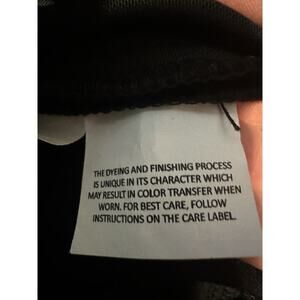 THE DYEING AND FINISHING PROCESS
IS UNIQUE IN ITS CHARACTER WHICH
MAY RESULT IN COLOR TRANSFER WHEN
WORN. FOR BEST CARE, FOLLOW
INSTRUCTIONS ON THE CARE LABEL.